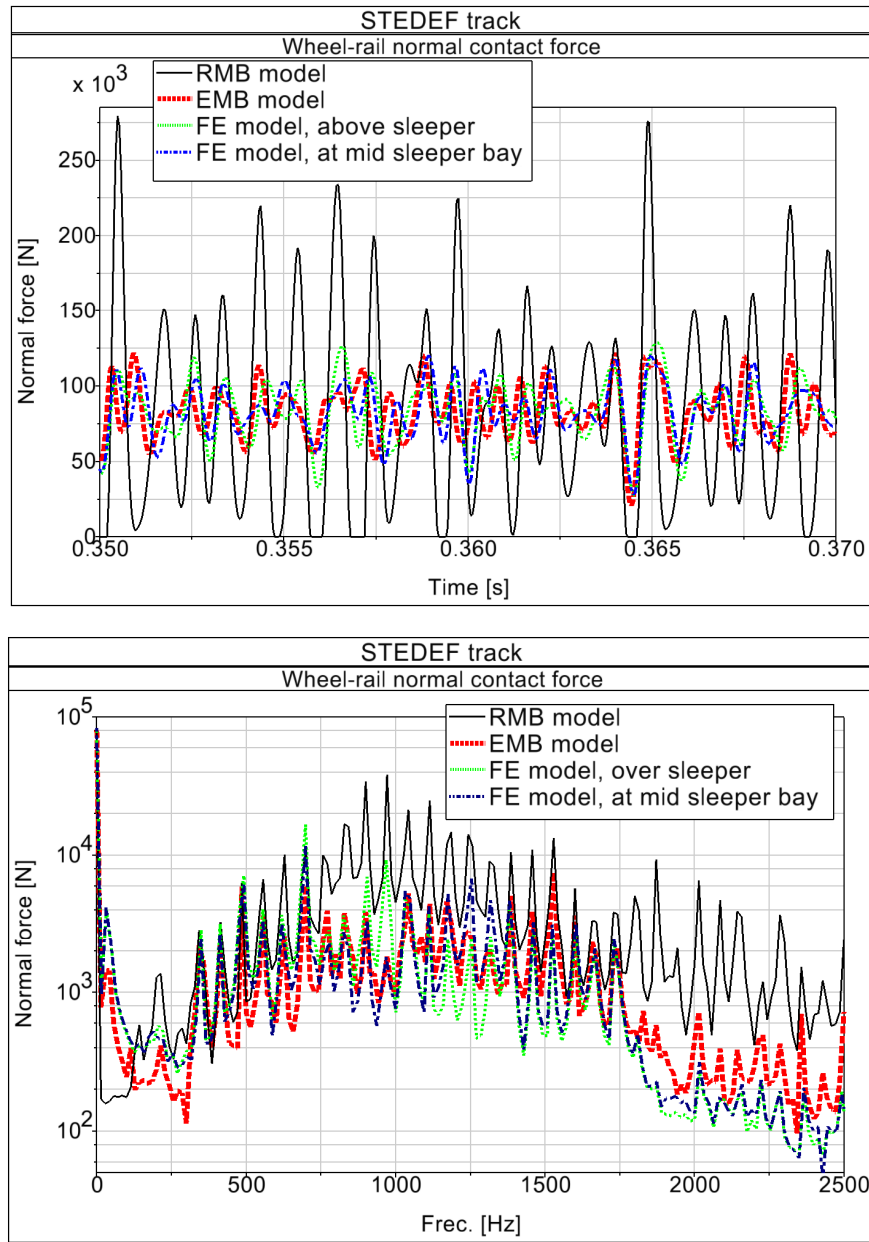 STEDEF track
Wheel-rail normal contact force
x 10³
RMB model
EMB model
FE model, above sleeper
FE model, at mid sleeper bay
250
200
150
100
50
0
Normal force [N]
0.350 0.355 0.360 0.365 0.370
Time [s]
STEDEF track
Wheel-rail normal contact force
RMB model
EMB model
FE model, over sleeper
FE model, at mid sleeper bay
10⁵
10⁴
10³
10²
Normal force [N]
0 500 1000 1500 2000 2500
Frec. [Hz]